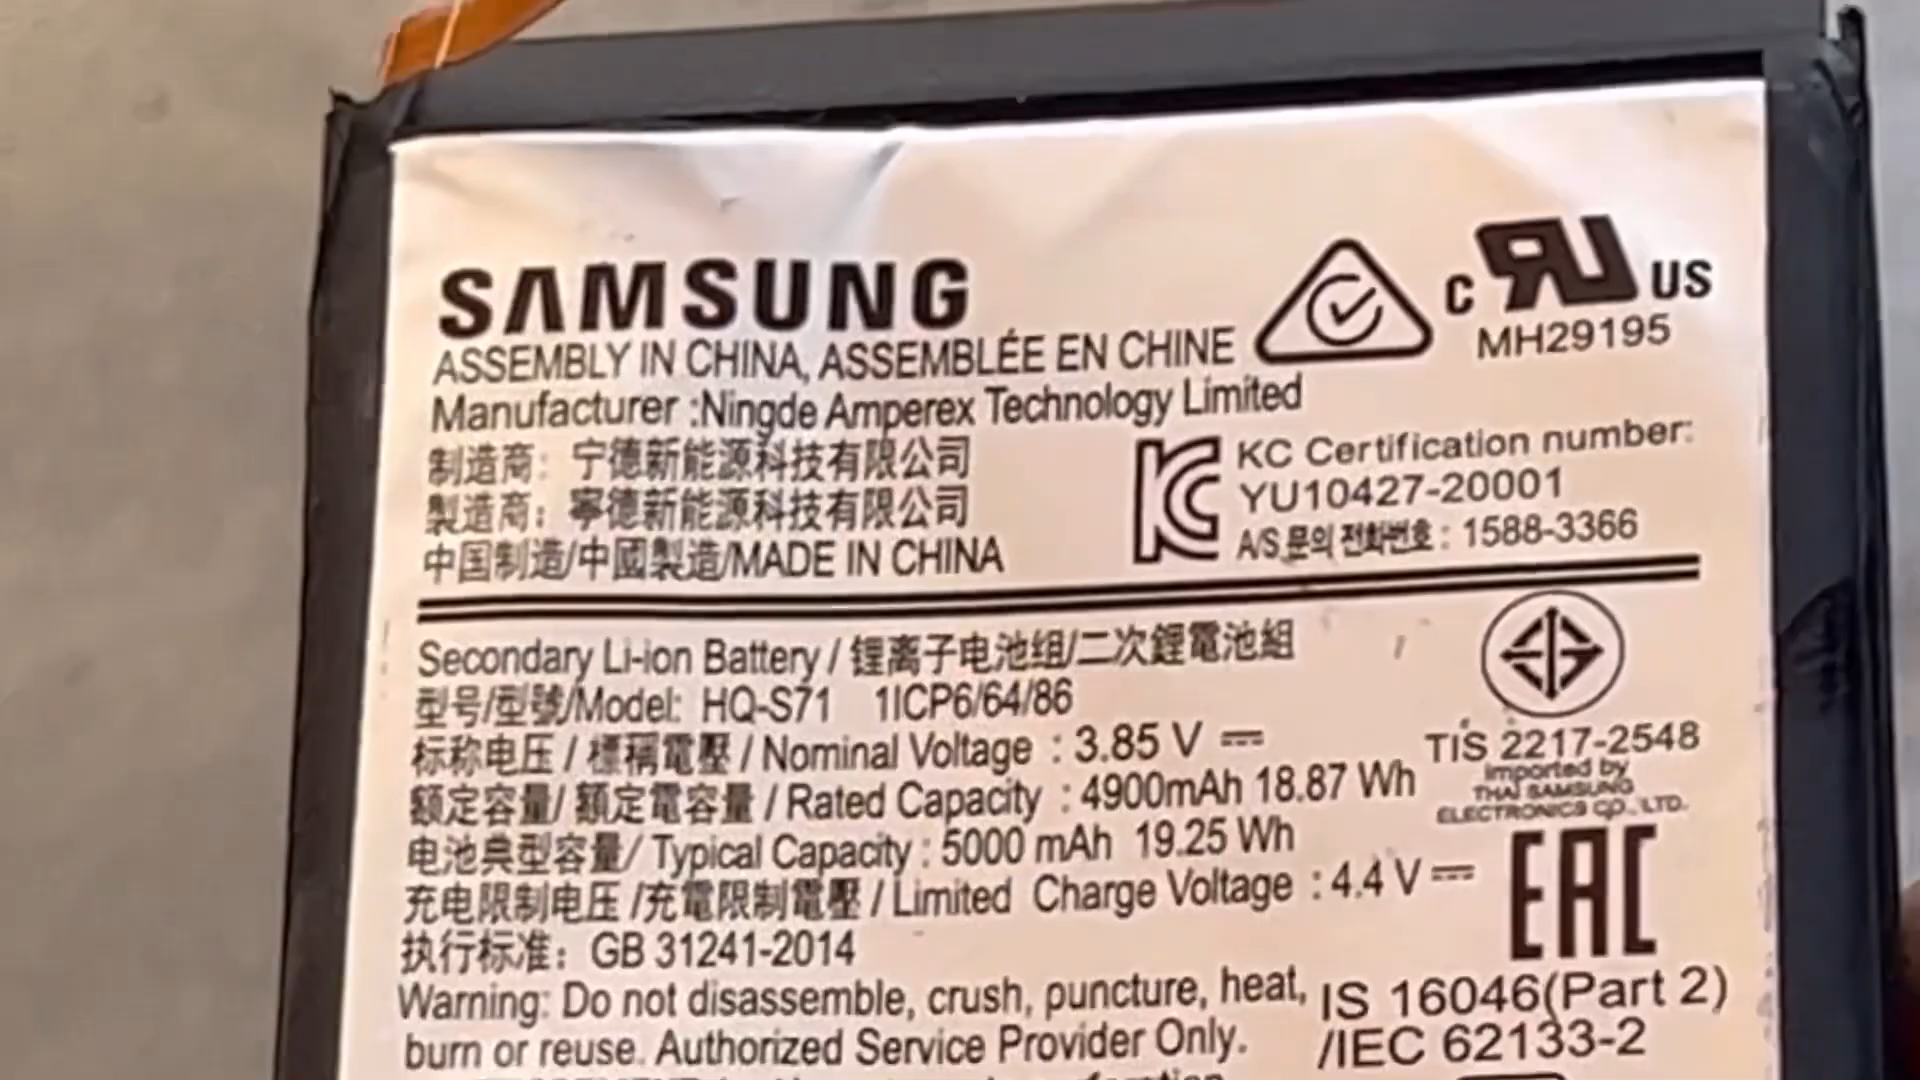 SAMSUNG
ASSEMBLY IN CHINA, ASSEMBLÉE EN CHINE
Manufacturer :Ningde Amperex Technology Limited
制造商: 宁德新能源科技有限公司
製造商: 寧德新能源科技有限公司
中国制造/中國製造/MADE IN CHINA
C RU US
MH29195
KC KC Certification number:
YU10427-20001
A/S 문의 전화번호 : 1588-3366
Secondary Li-ion Battery / 锂离子电池组/二次鋰電池組
型号/型號/Model: HQ-S71 1ICP6/64/86
标称电压 / 標稱電壓 / Nominal Voltage : 3.85 V
额定容量/ 額定電容量 / Rated Capacity : 4900mAh 18.87 Wh
电池典型容量/ Typical Capacity : 5000 mAh 19.25 Wh
充电限制电压 /充電限制電壓 / Limited Charge Voltage : 4.4 V
执行标准: GB 31241-2014
Warning: Do not disassemble, crush, puncture, heat,
burn or reuse. Authorized Service Provider Only.
TIS 2217-2548
Imported by
THAI SAMSUNG
ELECTRONICS CO., LTD.
EAC
IS 16046(Part 2)
/IEC 62133-2